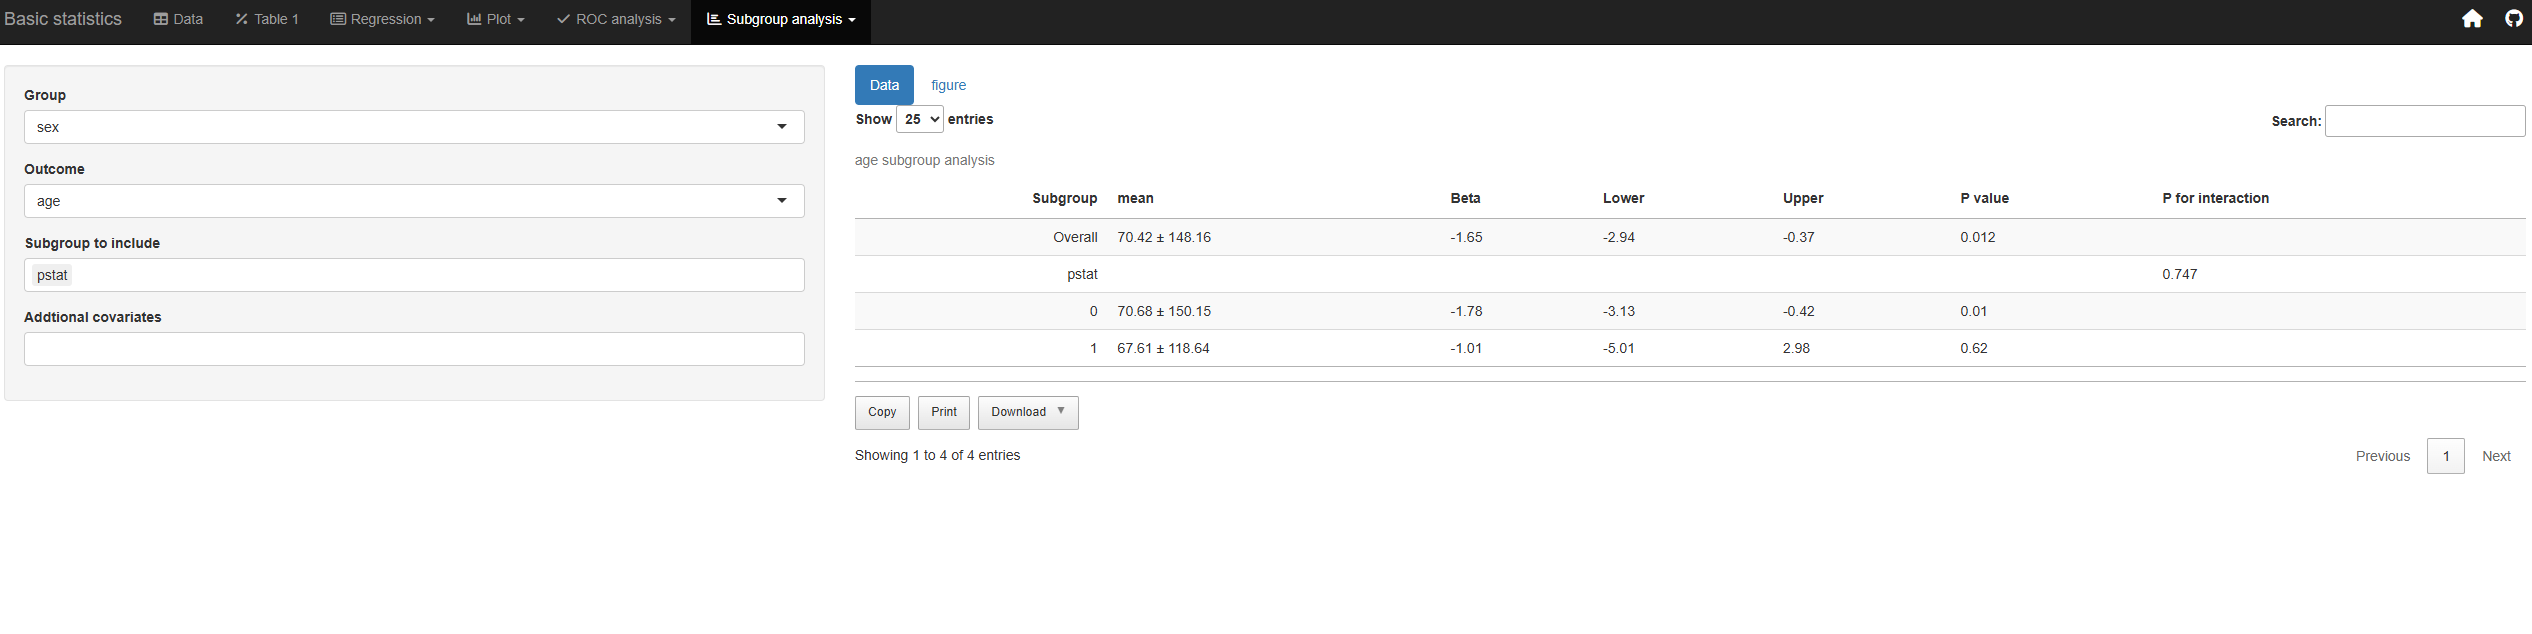 Basic statistics Data Table 1 Regression Plot ROC analysis Subgroup analysis
Group
sex
Outcome
age
Subgroup to include
pstat
Addtional covariates
Data figure
Show 25 entries Search:
age subgroup analysis
Subgroup mean Beta Lower Upper P value P for interaction
Overall 70.42 ± 148.16 -1.65 -2.94 -0.37 0.012
pstat 0.747
0 70.68 ± 150.15 -1.78 -3.13 -0.42 0.01
1 67.61 ± 118.64 -1.01 -5.01 2.98 0.62
Copy Print Download
Showing 1 to 4 of 4 entries Previous 1 Next